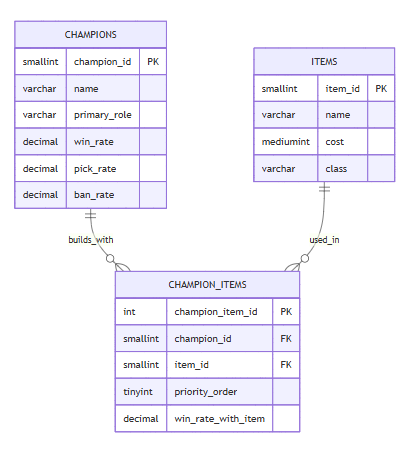 CHAMPIONS
smallint champion_id PK
varchar name
varchar primary_role
decimal win_rate
decimal pick_rate
decimal ban_rate
ITEMS
smallint item_id PK
varchar name
mediumint cost
varchar class
builds_with
used_in
CHAMPION_ITEMS
int champion_item_id PK
smallint champion_id FK
smallint item_id FK
tinyint priority_order
decimal win_rate_with_item